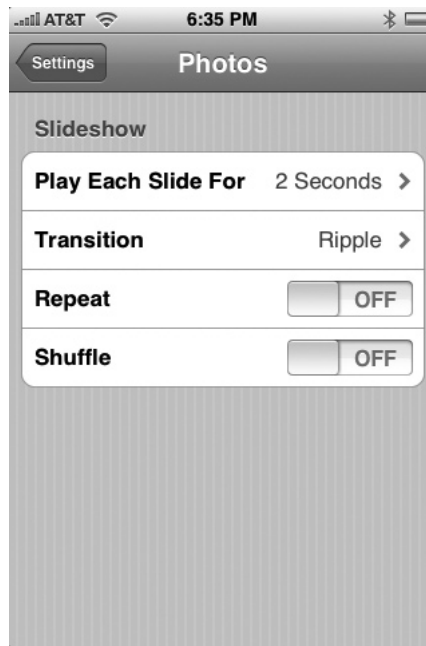 AT&T 6:35 PM
Settings Photos
Slideshow
Play Each Slide For 2 Seconds
Transition Ripple
Repeat OFF
Shuffle OFF